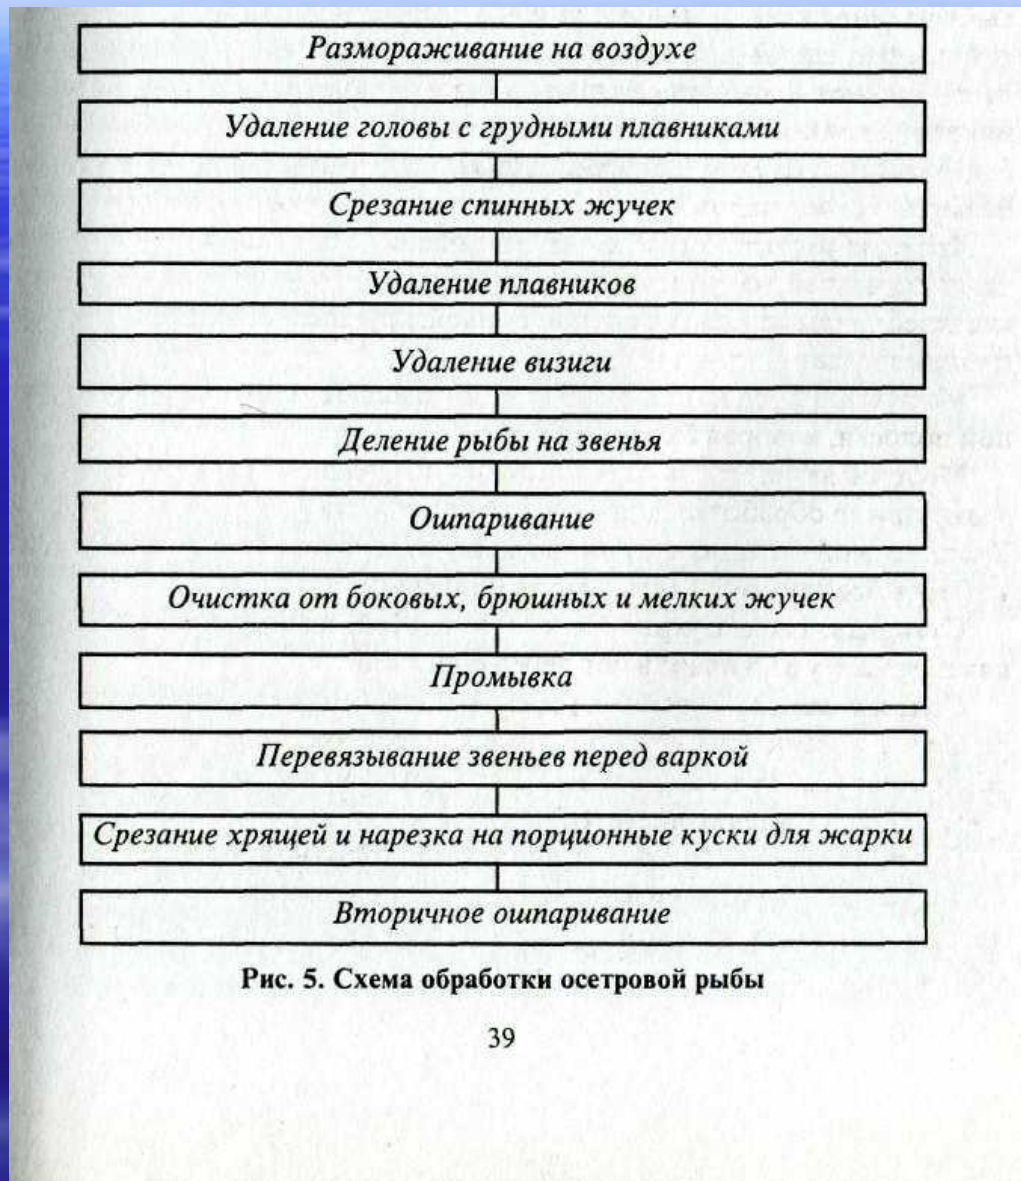 Размораживание на воздухе
Удаление головы с грудными плавниками
Срезание спинных жучек
Удаление плавников
Удаление визиги
Деление рыбы на звенья
Ошпаривание
Очистка от боковых, брюшных и мелких жучек
Промывка
Перевязывание звеньев перед варкой
Срезание хрящей и нарезка на порционные куски для жарки
Вторичное ошпаривание
Рис. 5. Схема обработки осетровой рыбы
39